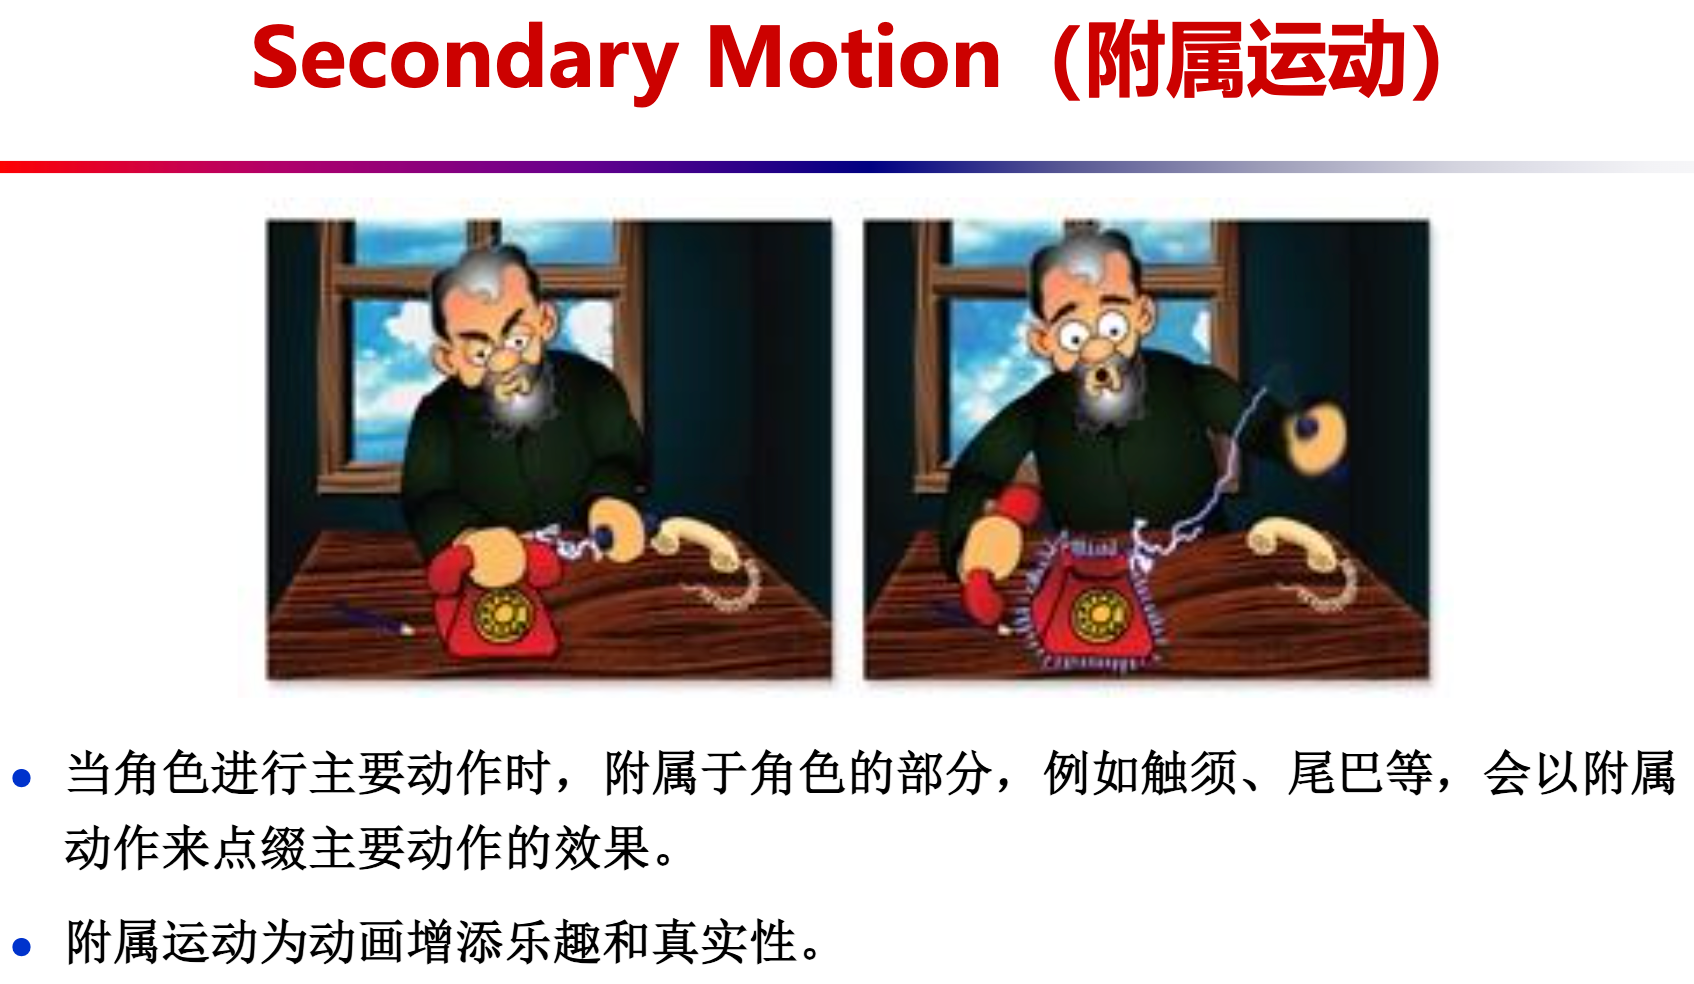 Secondary Motion（附属运动）
当角色进行主要动作时，附属于角色的部分，例如触须、尾巴等，会以附属
动作来点缀主要动作的效果。
附属运动为动画增添乐趣和真实性。